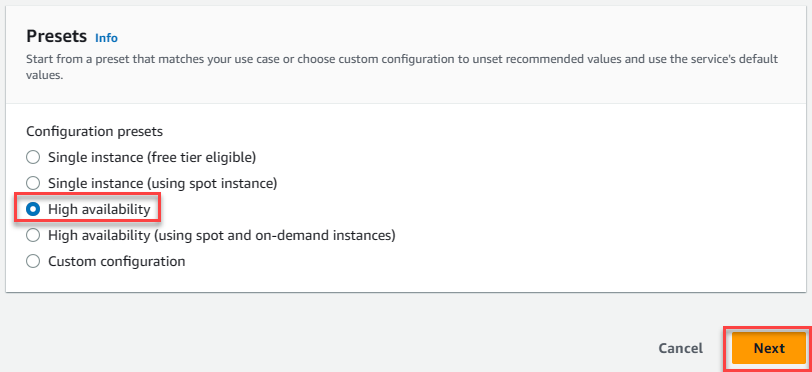 Presets Info
Start from a preset that matches your use case or choose custom configuration to unset recommended values and use the service's default
values.
Configuration presets
Single instance (free tier eligible)
Single instance (using spot instance)
High availability
High availability (using spot and on-demand instances)
Custom configuration
Cancel Next